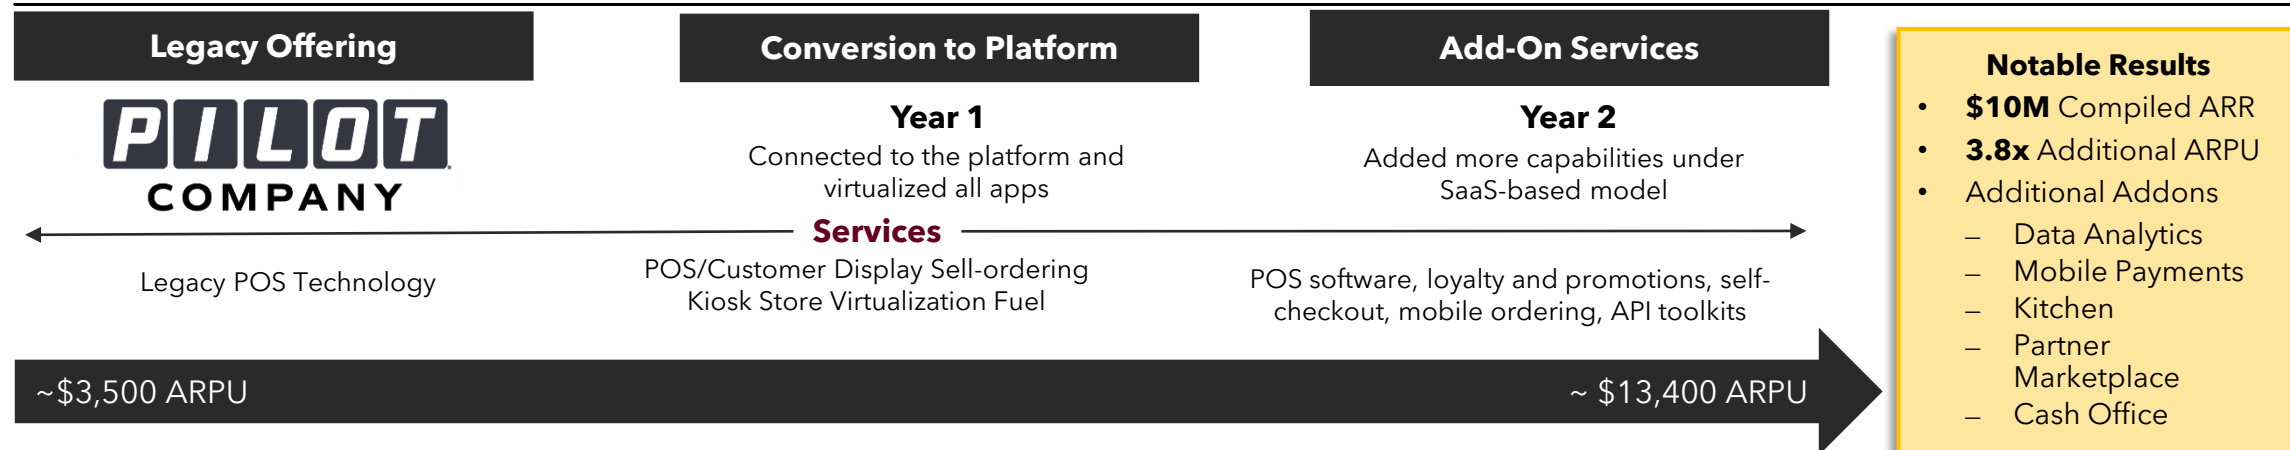 Legacy Offering
PILOT
COMPANY
Legacy POS Technology
Conversion to Platform
Year 1
Connected to the platform and
virtualized all apps
Services
POS/Customer Display Sell-ordering
Kiosk Store Virtualization Fuel
Add-On Services
Year 2
Added more capabilities under
SaaS-based model
POS software, loyalty and promotions, self-
checkout, mobile ordering, API toolkits
~$3,500 ARPU
~ $13,400 ARPU
Notable Results
• $10M Compiled ARR
• 3.8x Additional ARPU
• Additional Addons
– Data Analytics
– Mobile Payments
– Kitchen
– Partner
Marketplace
– Cash Office